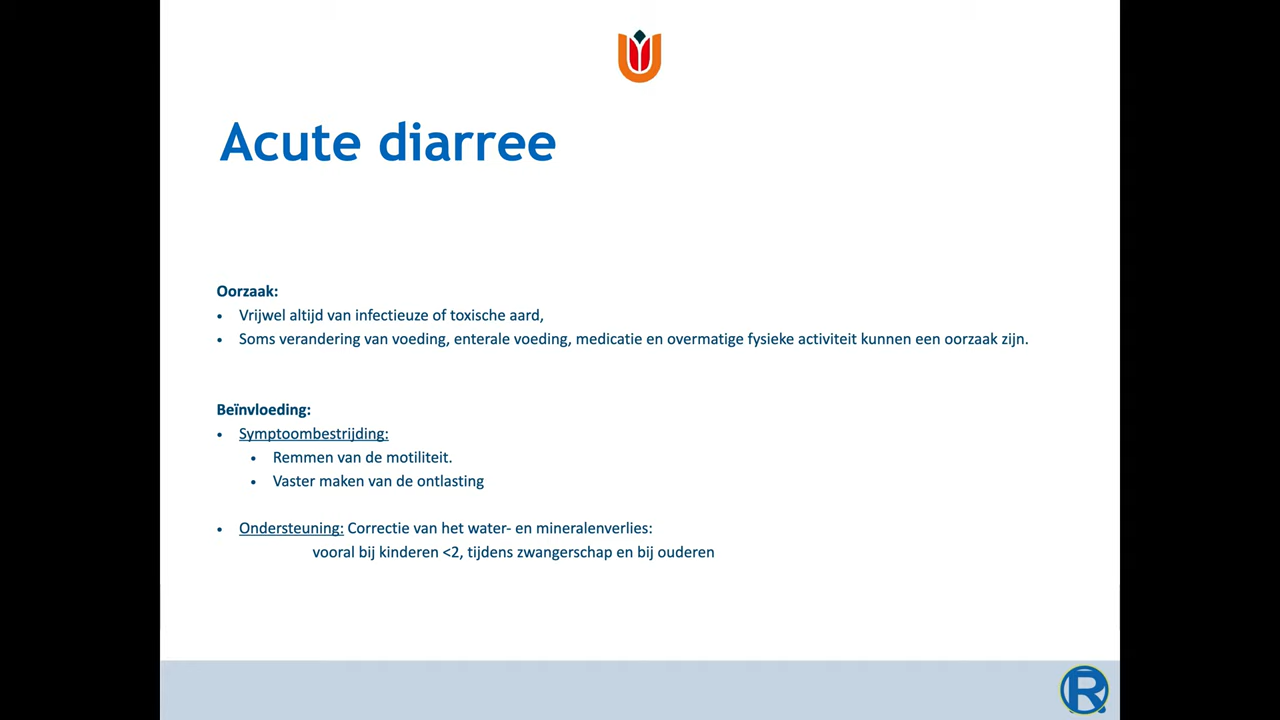 Acute diarree
Oorzaak:
• Vrijwel altijd van infectieuze of toxische aard,
• Soms verandering van voeding, enterale voeding, medicatie en overmatige fysieke activiteit kunnen een oorzaak zijn.
Beïnvloeding:
• Symptoombestrijding:
• Remmen van de motiliteit.
• Vaster maken van de ontlasting
• Ondersteuning: Correctie van het water- en mineralenverlies:
vooral bij kinderen <2, tijdens zwangerschap en bij ouderen
R